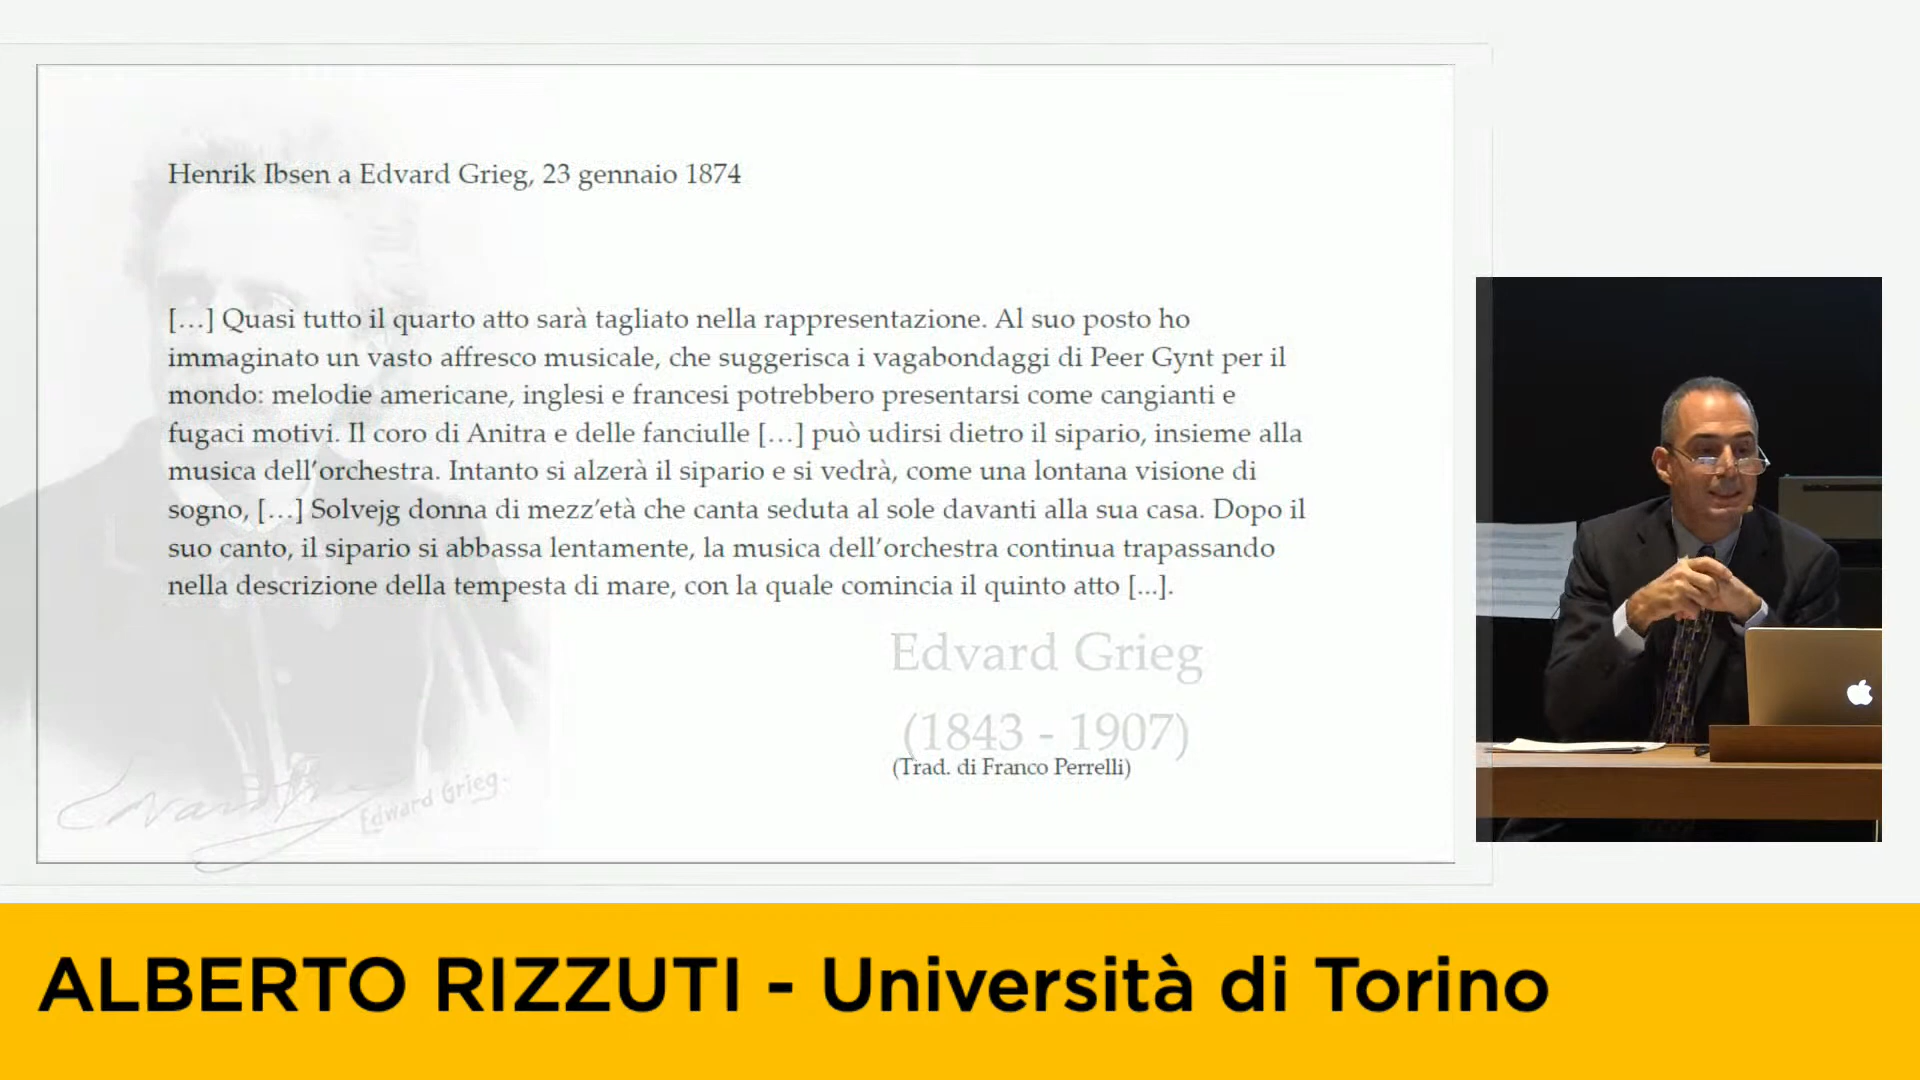 Henrik Ibsen a Edvard Grieg, 23 gennaio 1874
[…] Quasi tutto il quarto atto sarà tagliato nella rappresentazione. Al suo posto ho
immaginato un vasto affresco musicale, che suggerisca i vagabondaggi di Peer Gynt per il
mondo: melodie americane, inglesi e francesi potrebbero presentarsi come cangianti e
fugaci motivi. Il coro di Anitra e delle fanciulle […] può udirsi dietro il sipario, insieme alla
musica dell’orchestra. Intanto si alzerà il sipario e si vedrà, come una lontana visione di
sogno, […] Solvejg donna di mezz’età che canta seduta al sole davanti alla sua casa. Dopo il
suo canto, il sipario si abbassa lentamente, la musica dell’orchestra continua trapassando
nella descrizione della tempesta di mare, con la quale comincia il quinto atto [...].
Edvard Grieg
(1843 - 1907)
(Trad. di Franco Perrelli)
Edward Grieg.
ALBERTO RIZZUTI - Università di Torino